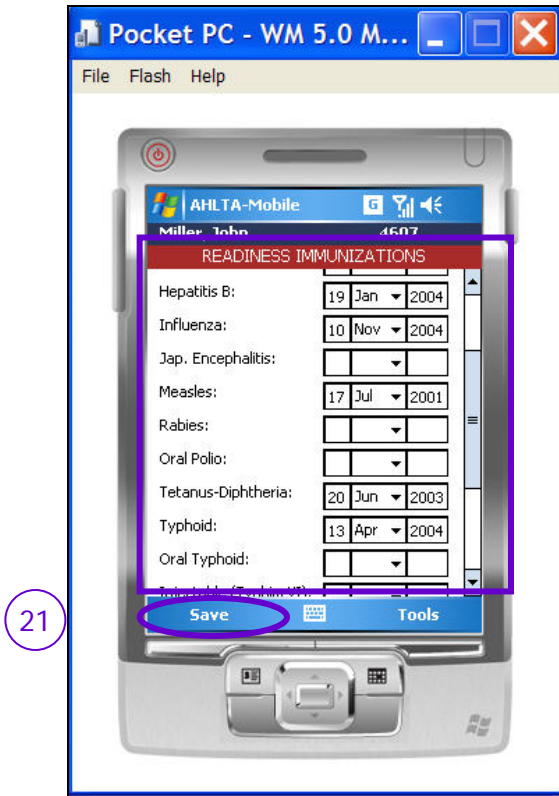 Pocket PC - WM 5.0 M...
File Flash Help
AHLTA-Mobile G
Miller, John 4607
READINESS IMMUNIZATIONS
Hepatitis B: 19 Jan 2004
Influenza: 10 Nov 2004
Jap. Encephalitis:
Measles: 17 Jul 2001
Rabies:
Oral Polio:
Tetanus-Diphtheria: 20 Jun 2003
Typhoid: 13 Apr 2004
Oral Typhoid:
21
Save Tools